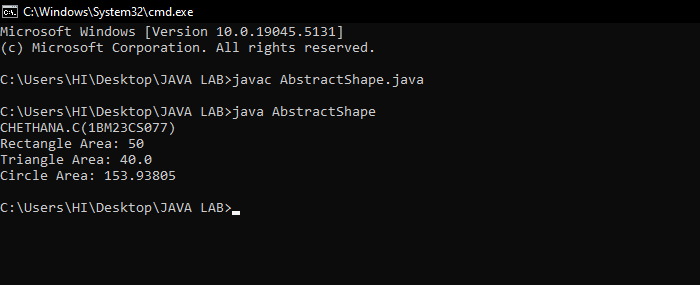 C:\Windows\System32\cmd.exe
Microsoft Windows [Version 10.0.19045.5131]
(c) Microsoft Corporation. All rights reserved.
C:\Users\HI\Desktop\JAVA LAB>javac AbstractShape.java
C:\Users\HI\Desktop\JAVA LAB>java AbstractShape
CHETHANA.C(1BM23CS077)
Rectangle Area: 50
Triangle Area: 40.0
Circle Area: 153.93805
C:\Users\HI\Desktop\JAVA LAB>